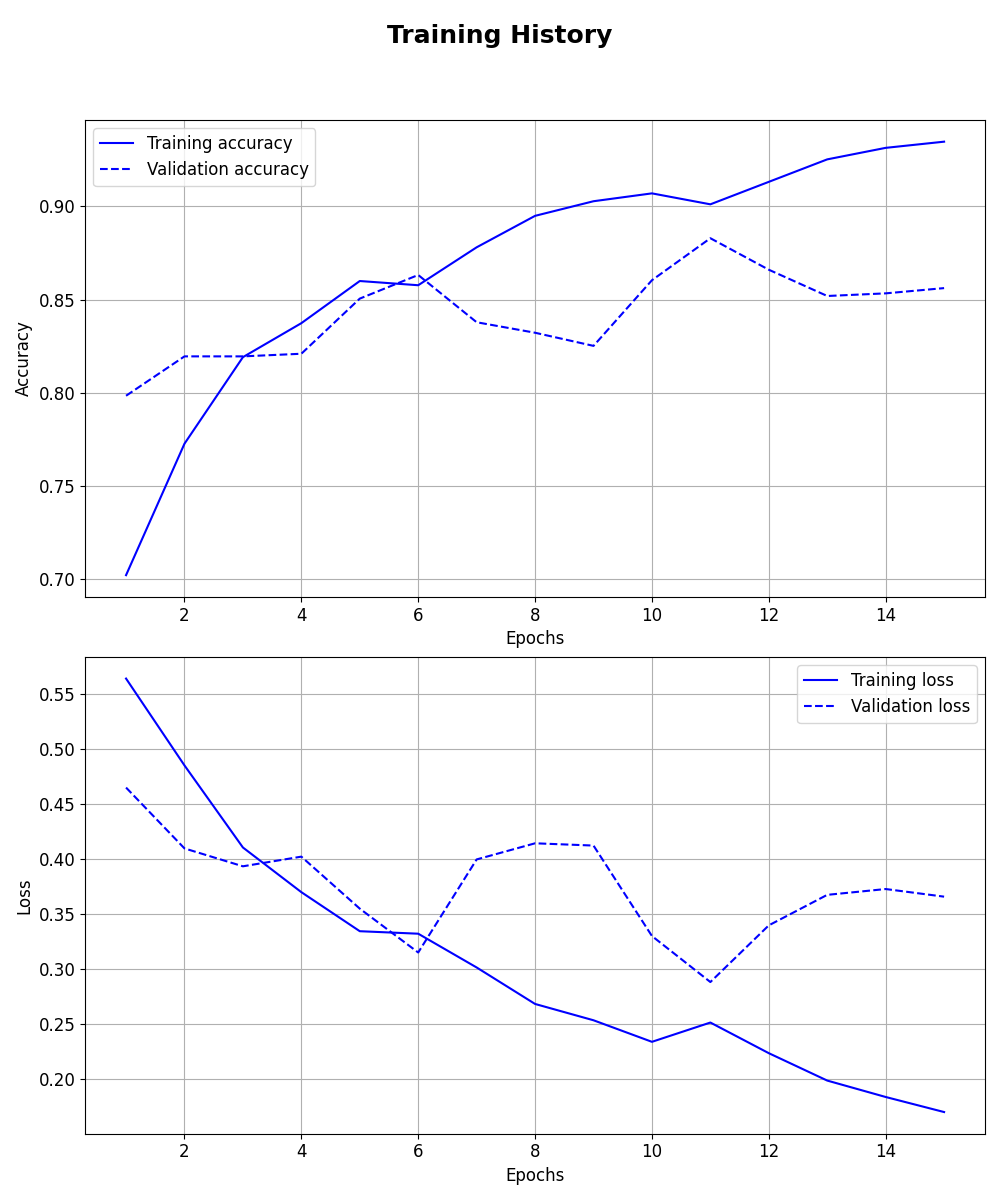 Training History
Training accuracy
Validation accuracy
0.90
0.85
0.80
0.75
0.70
Accuracy
2 4 6 8 10 12 14
Epochs
Training loss
Validation loss
0.55
0.50
0.45
0.40
0.35
0.30
0.25
0.20
Loss
2 4 6 8 10 12 14
Epochs